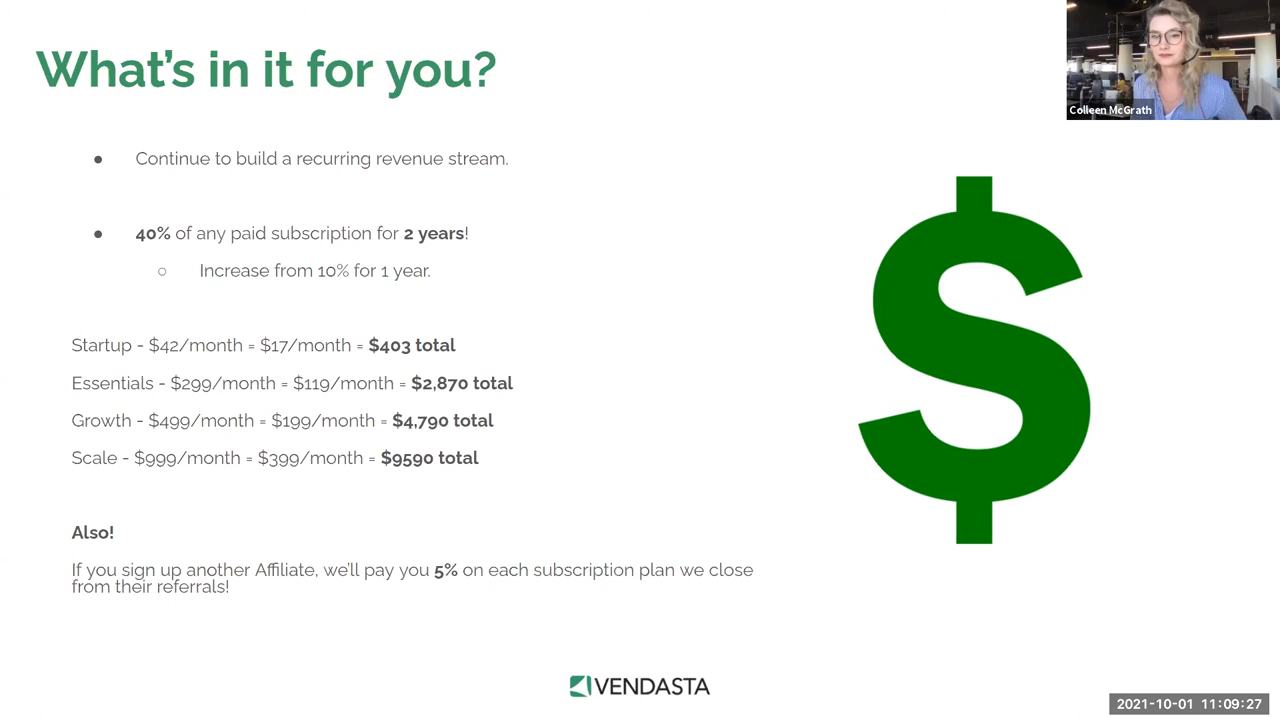 What's in it for you?
Colleen McGrath
● Continue to build a recurring revenue stream.
● 40% of any paid subscription for 2 years!
○ Increase from 10% for 1 year.
Startup - $42/month = $17/month = $403 total
Essentials - $299/month = $119/month = $2,870 total
Growth - $499/month = $199/month = $4,790 total
Scale - $999/month = $399/month = $9590 total
Also!
If you sign up another Affiliate, we'll pay you 5% on each subscription plan we close
from their referrals!
$
VENDASTA
2021-10-01 11:09:27